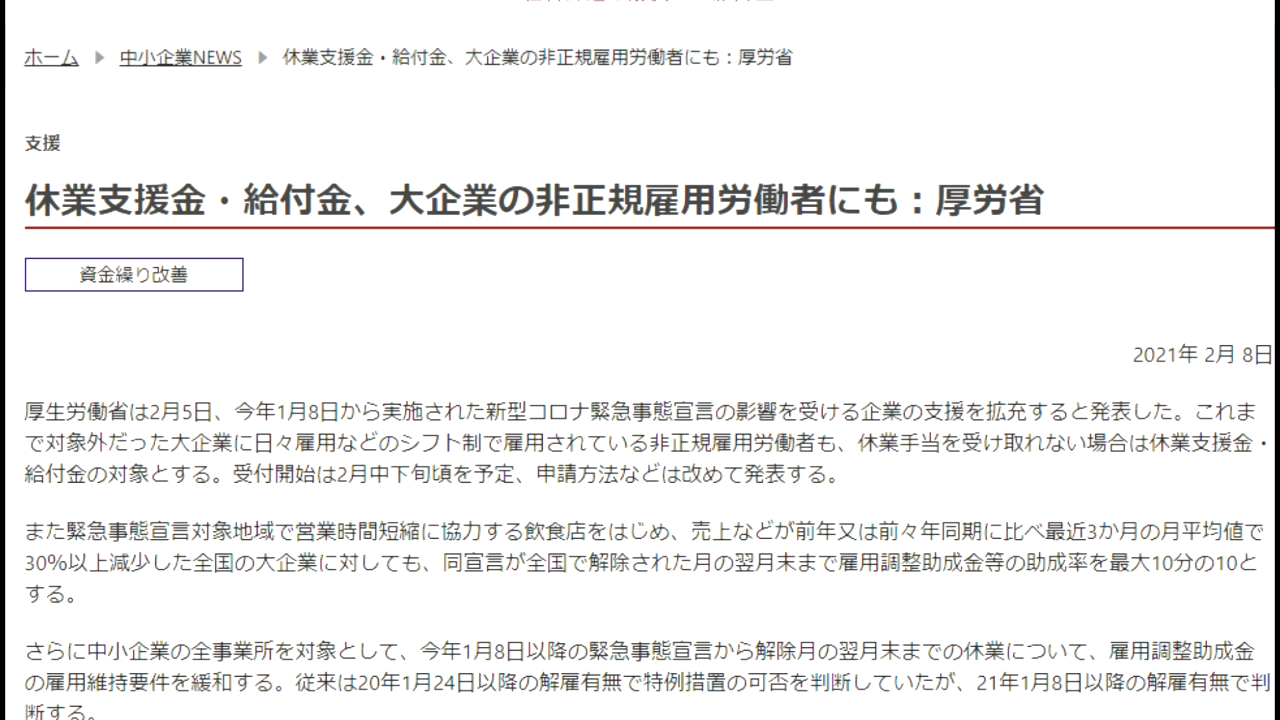 ホーム ▶ 中小企業NEWS ▶ 休業支援金・給付金、大企業の非正規雇用労働者にも：厚労省
支援
休業支援金・給付金、大企業の非正規雇用労働者にも：厚労省
資金繰り改善
2021年 2月 8日
厚生労働省は2月5日、今年1月8日から実施された新型コロナ緊急事態宣言の影響を受ける企業の支援を拡充すると発表した。これま
で対象外だった大企業に日々雇用などのシフト制で雇用されている非正規雇用労働者も、休業手当を受け取れない場合は休業支援金・
給付金の対象とする。受付開始は2月中下旬頃を予定、申請方法などは改めて発表する。
また緊急事態宣言対象地域で営業時間短縮に協力する飲食店をはじめ、売上などが前年又は前々年同期に比べ最近3か月の月平均値で
30％以上減少した全国の大企業に対しても、同宣言が全国で解除された月の翌月末まで雇用調整助成金等の助成率を最大10分の10と
する。
さらに中小企業の全事業所を対象として、今年1月8日以降の緊急事態宣言から解除月の翌月末までの休業について、雇用調整助成金
の雇用維持要件を緩和する。従来は20年1月24日以降の解雇有無で特例措置の可否を判断していたが、21年1月8日以降の解雇有無で判
断する。